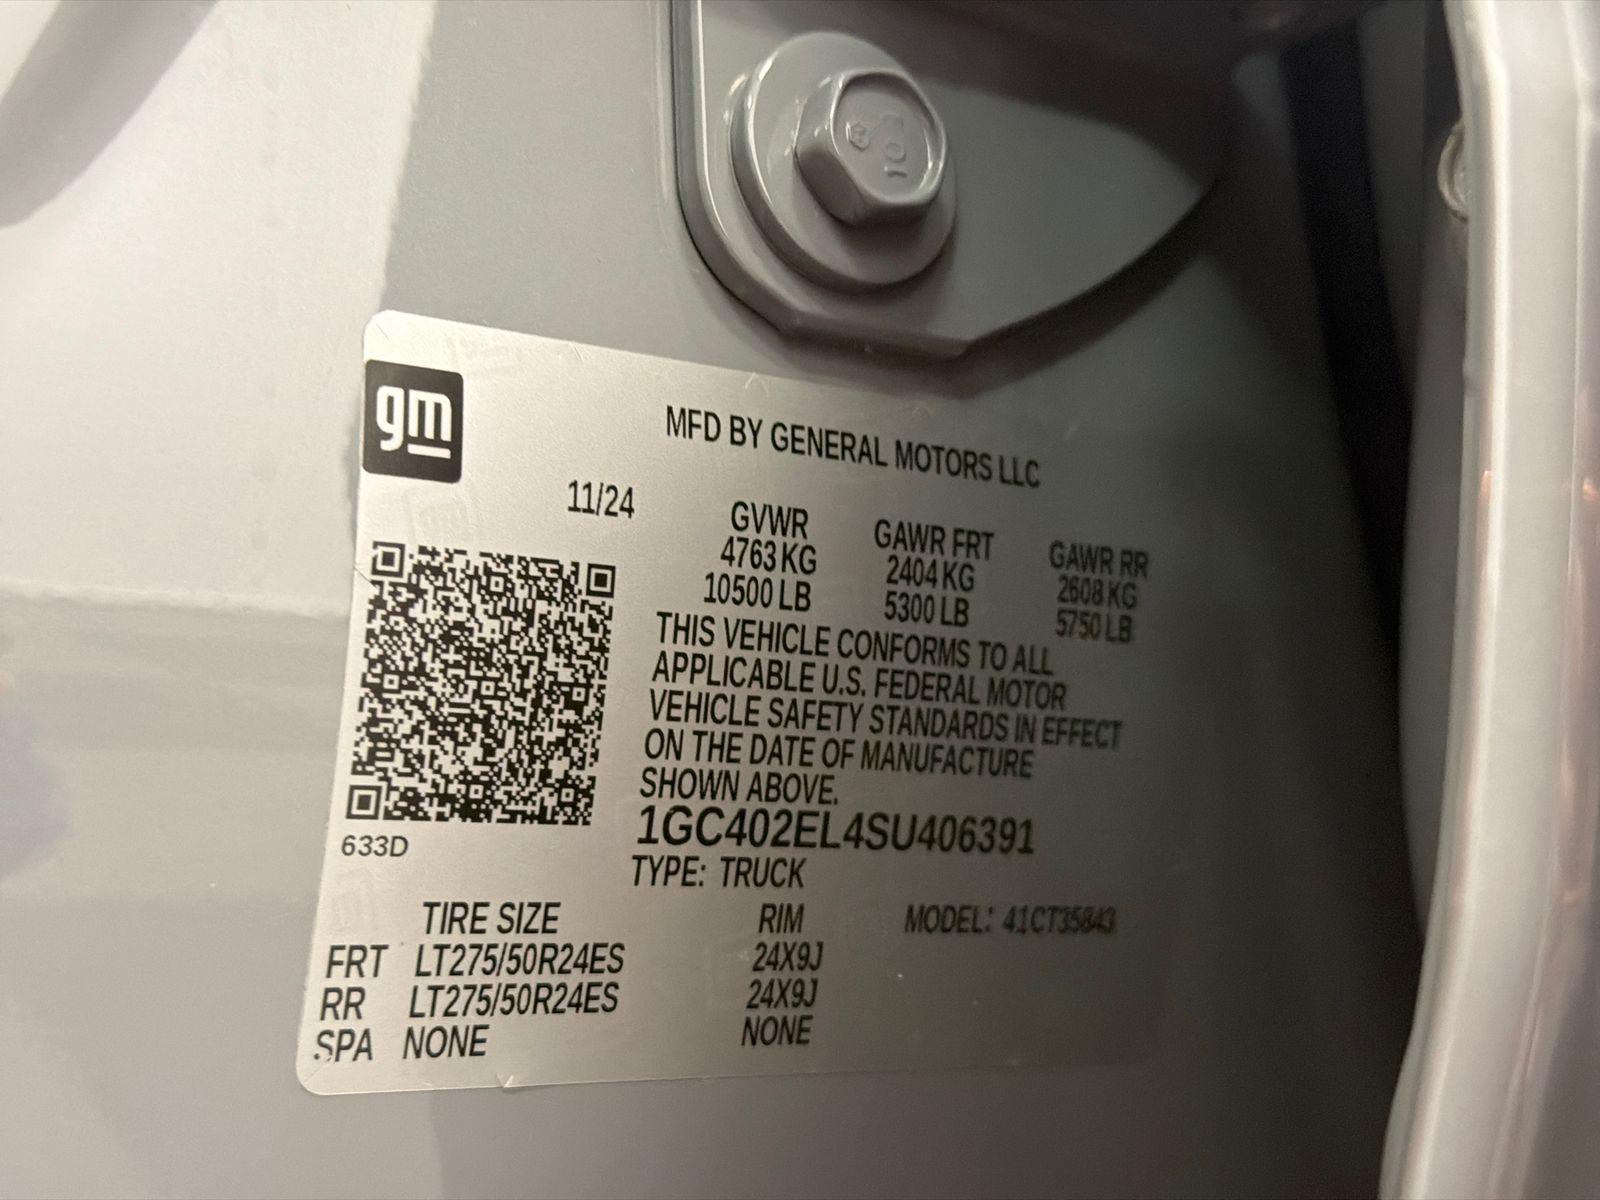 gm
MFD BY GENERAL MOTORS LLC
11/24
GVWR GAWR FRT GAWR RR
4763 KG 2404 KG 2608 KG
10500 LB 5300 LB 5750 LB
THIS VEHICLE CONFORMS TO ALL
APPLICABLE U.S. FEDERAL MOTOR
VEHICLE SAFETY STANDARDS IN EFFECT
ON THE DATE OF MANUFACTURE
SHOWN ABOVE.
1GC402EL4SU406391
633D
TYPE: TRUCK
TIRE SIZE RIM MODEL: 41CT35843
FRT LT275/50R24ES 24X9J
RR LT275/50R24ES 24X9J
SPA NONE NONE